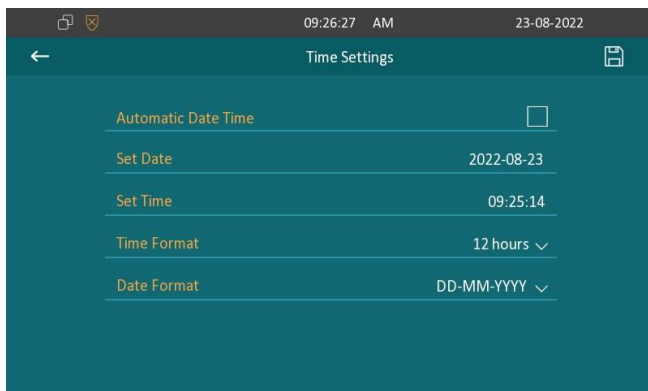 09:26:27 AM 23-08-2022
Time Settings
Automatic Date Time
Set Date 2022-08-23
Set Time 09:25:14
Time Format 12 hours
Date Format DD-MM-YYYY